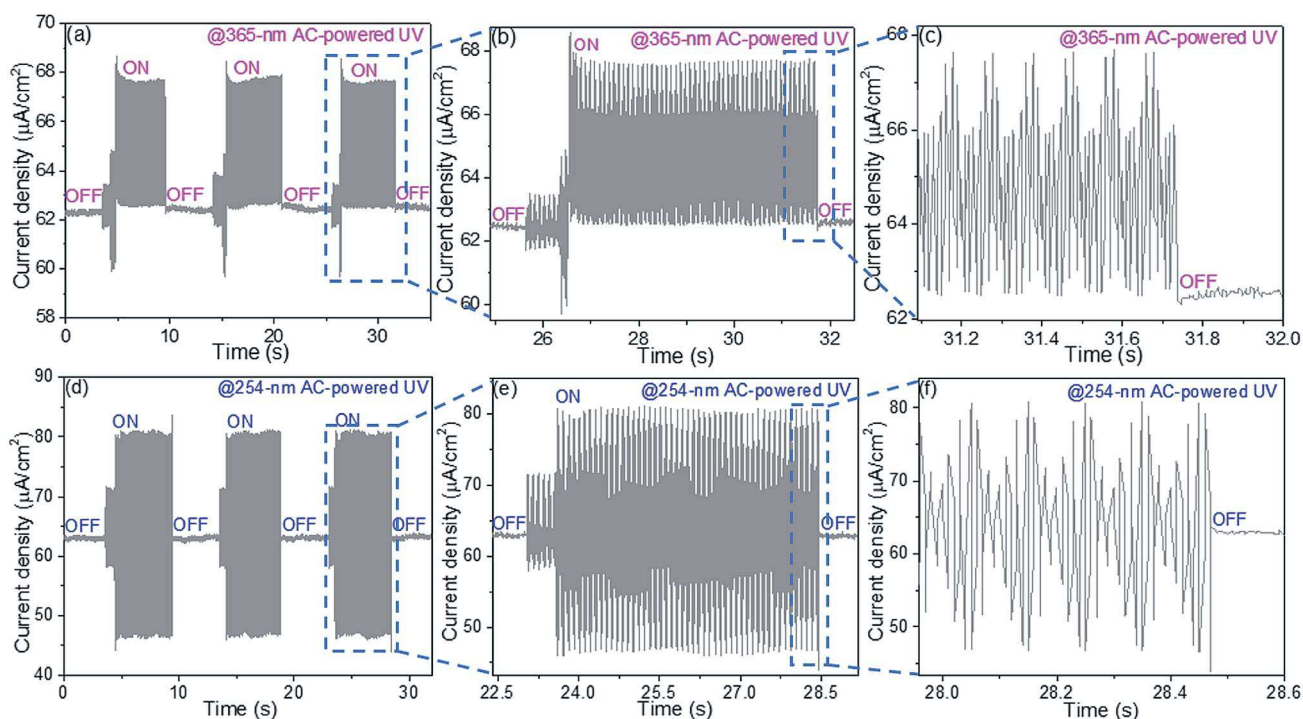 (a)
@365-nm AC-powered UV
ON
ON
ON
OFF
OFF
OFF
OFF
70
68
66
64
62
60
58
0
10
20
30
Current density (μA/cm²)
Time (s)
(b)
@365-nm AC-powered UV
ON
OFF
OFF
68
66
64
62
60
26
28
30
32
Current density (μA/cm²)
Time (s)
(c)
@365-nm AC-powered UV
OFF
68
66
64
62
31.2
31.4
31.6
31.8
32.0
Current density (μA/cm²)
Time (s)
(d)
@254-nm AC-powered UV
ON
ON
ON
OFF
OFF
OFF
OFF
90
80
70
60
50
40
0
10
20
30
Current density (μA/cm²)
Time (s)
(e)
@254-nm AC-powered UV
ON
OFF
OFF
80
70
60
50
22.5
24.0
25.5
27.0
28.5
Current density (μA/cm²)
Time (s)
(f)
@254-nm AC-powered UV
OFF
80
70
60
50
28.0
28.2
28.4
28.6
Current density (μA/cm²)
Time (s)